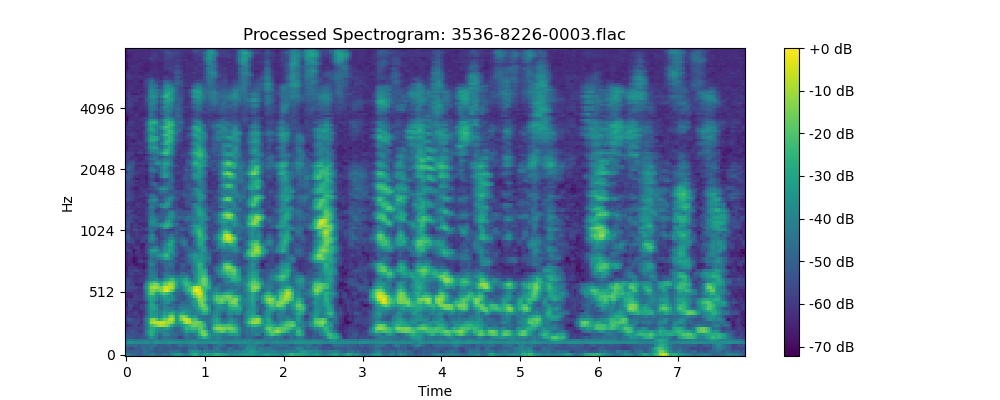 Processed Spectrogram: 3536-8226-0003.flac
Hz
4096
2048
1024
512
0
0 1 2 3 4 5 6 7
Time
+0 dB
-10 dB
-20 dB
-30 dB
-40 dB
-50 dB
-60 dB
-70 dB